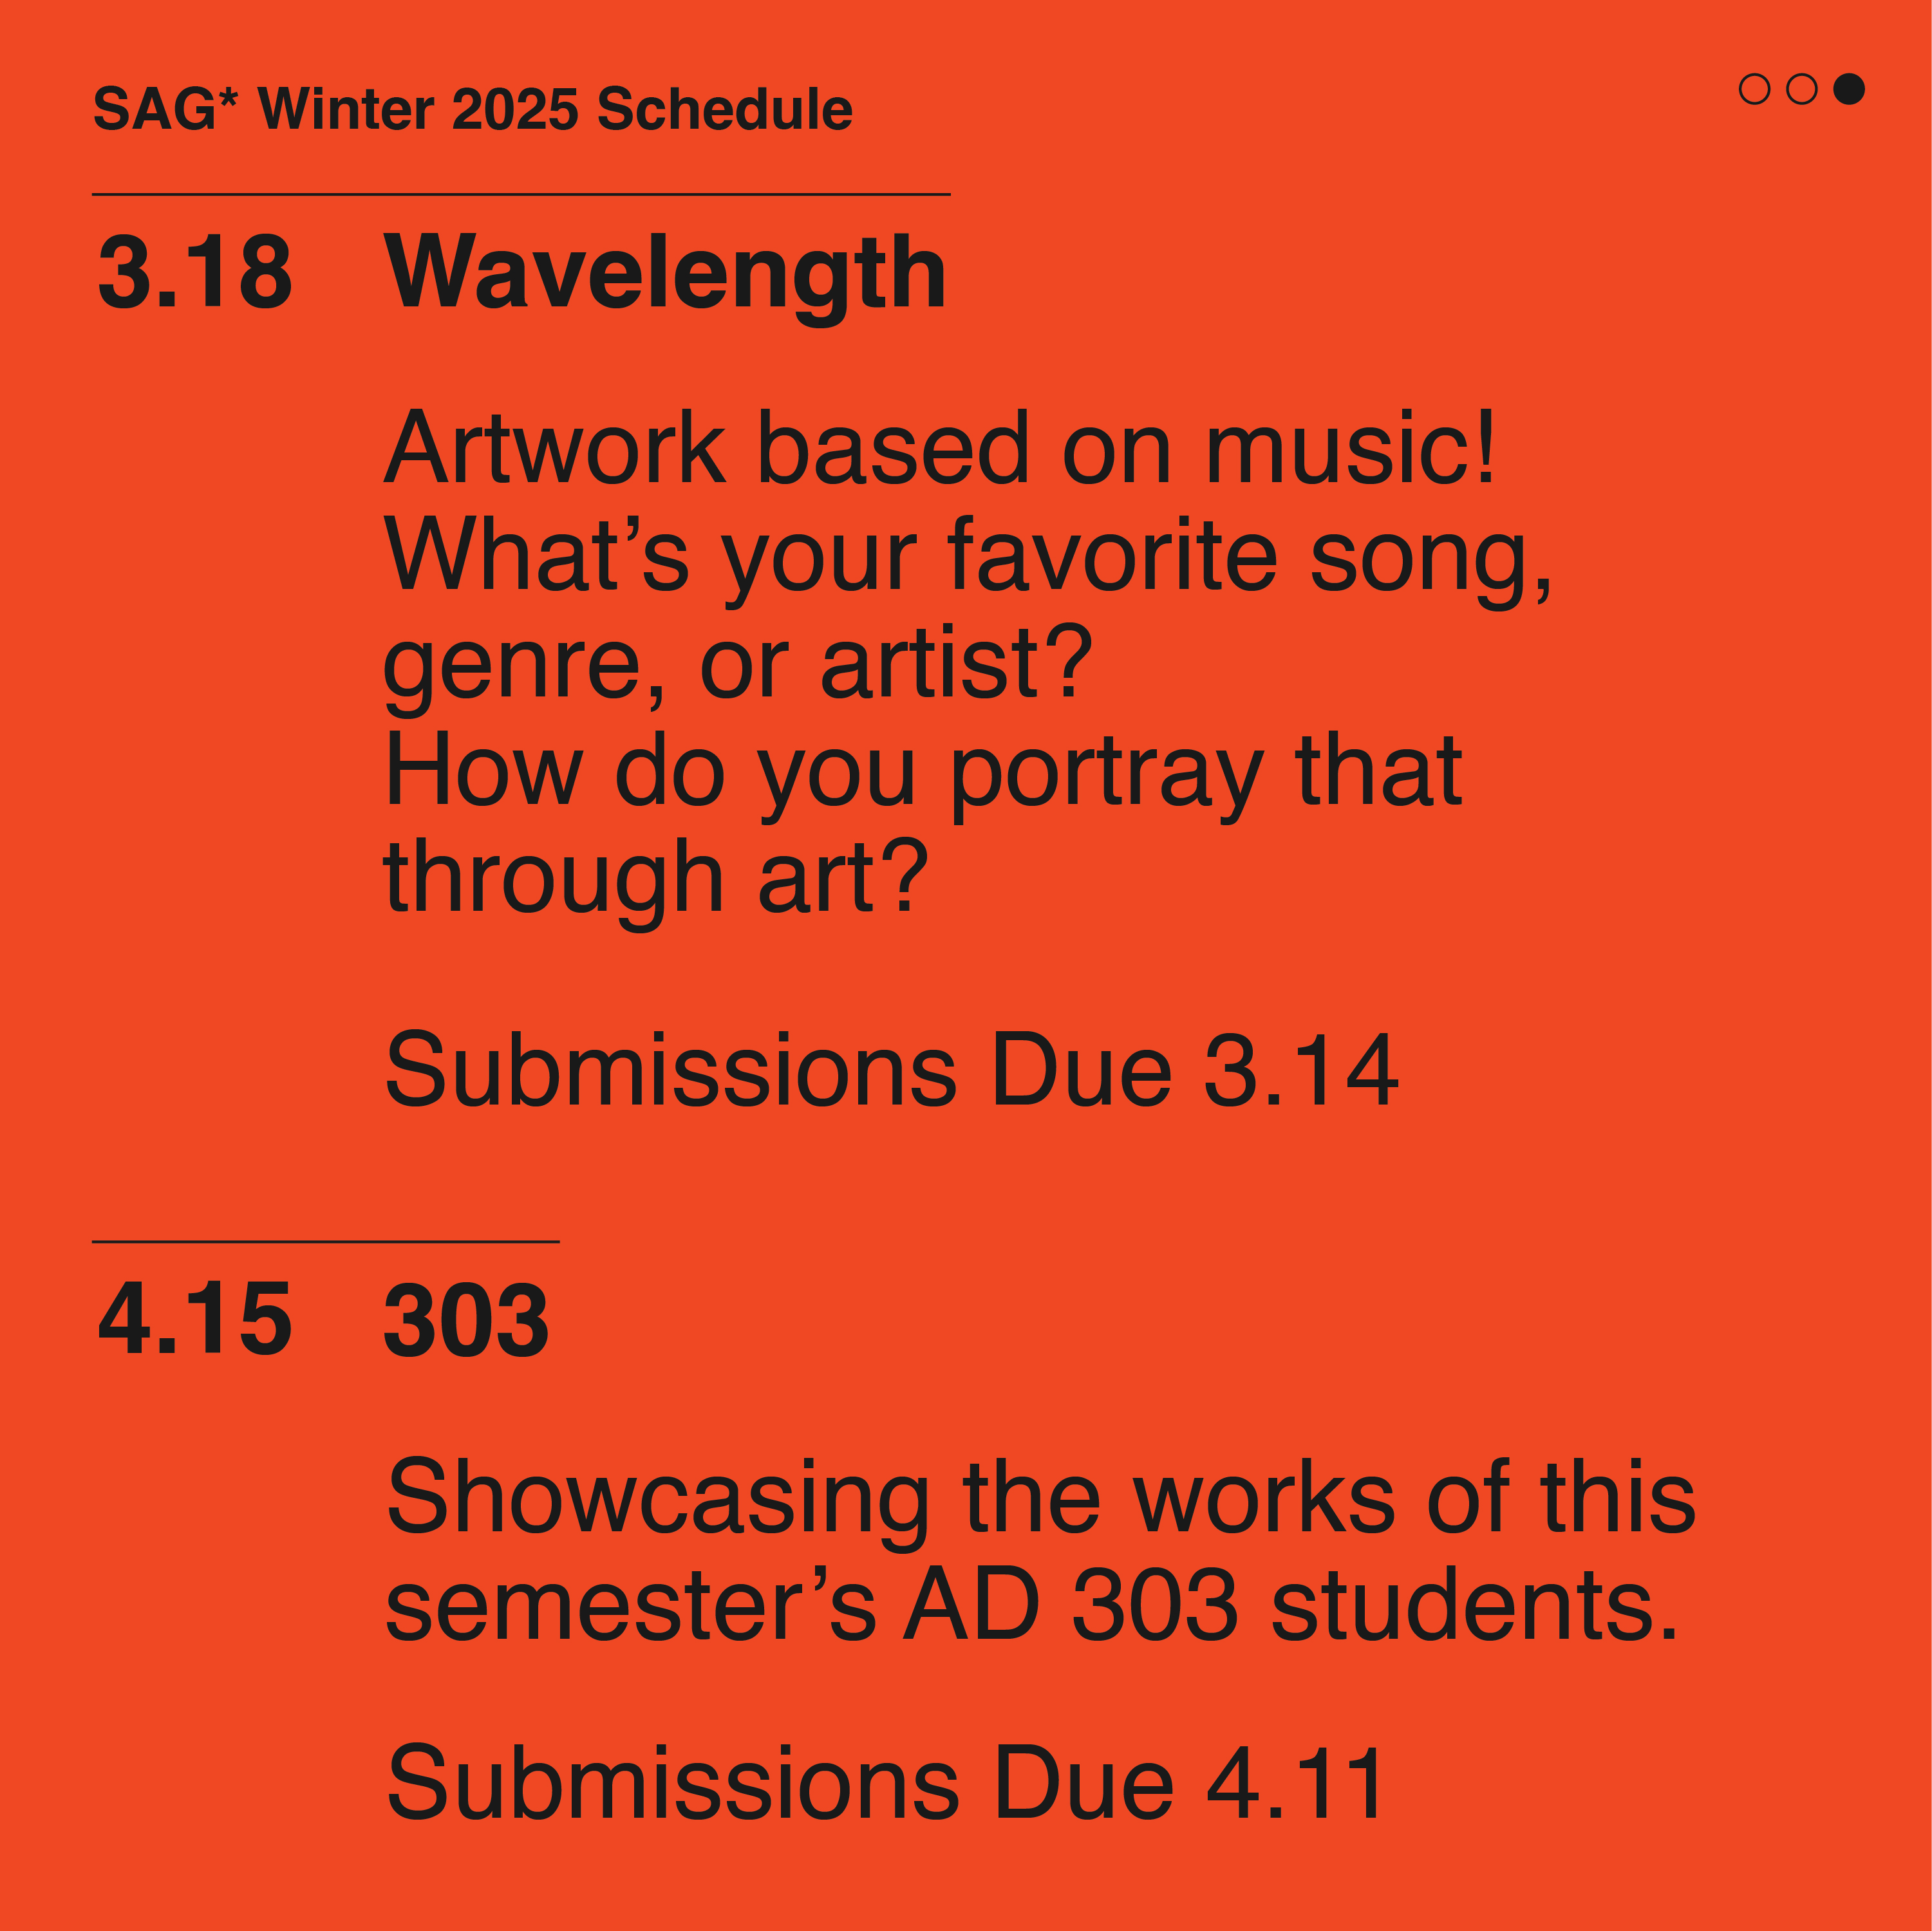 SAG* Winter 2025 Schedule
3.18 Wavelength
Artwork based on music!
What’s your favorite song,
genre, or artist?
How do you portray that
through art?
Submissions Due 3.14
4.15 303
Showcasing the works of this
semester’s AD 303 students.
Submissions Due 4.11